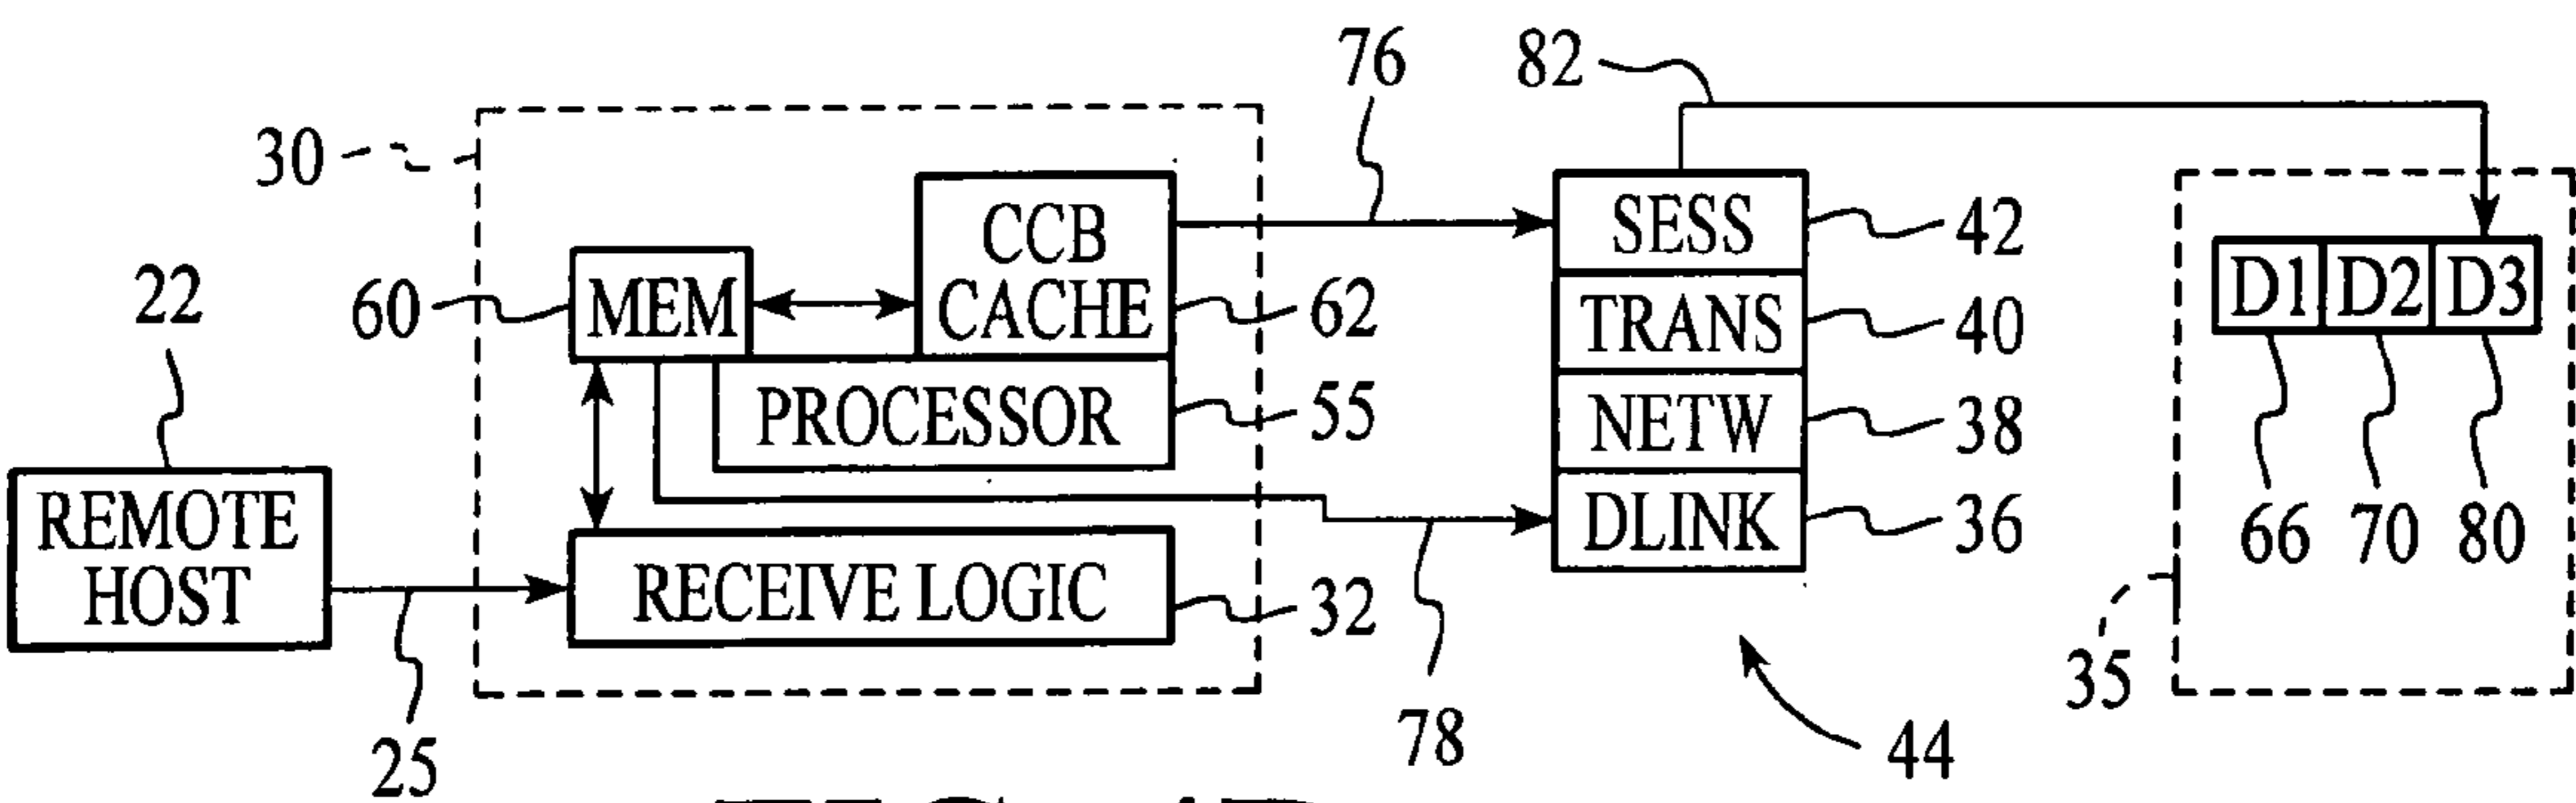 76
82
30
CCB
CACHE
SESS
42
22
60
MEM
62
TRANS
40
D1 D2 D3
PROCESSOR
55
NETW
38
REMOTE
HOST
DLINK
36
66 70 80
RECEIVE LOGIC
32
35
25
78
44